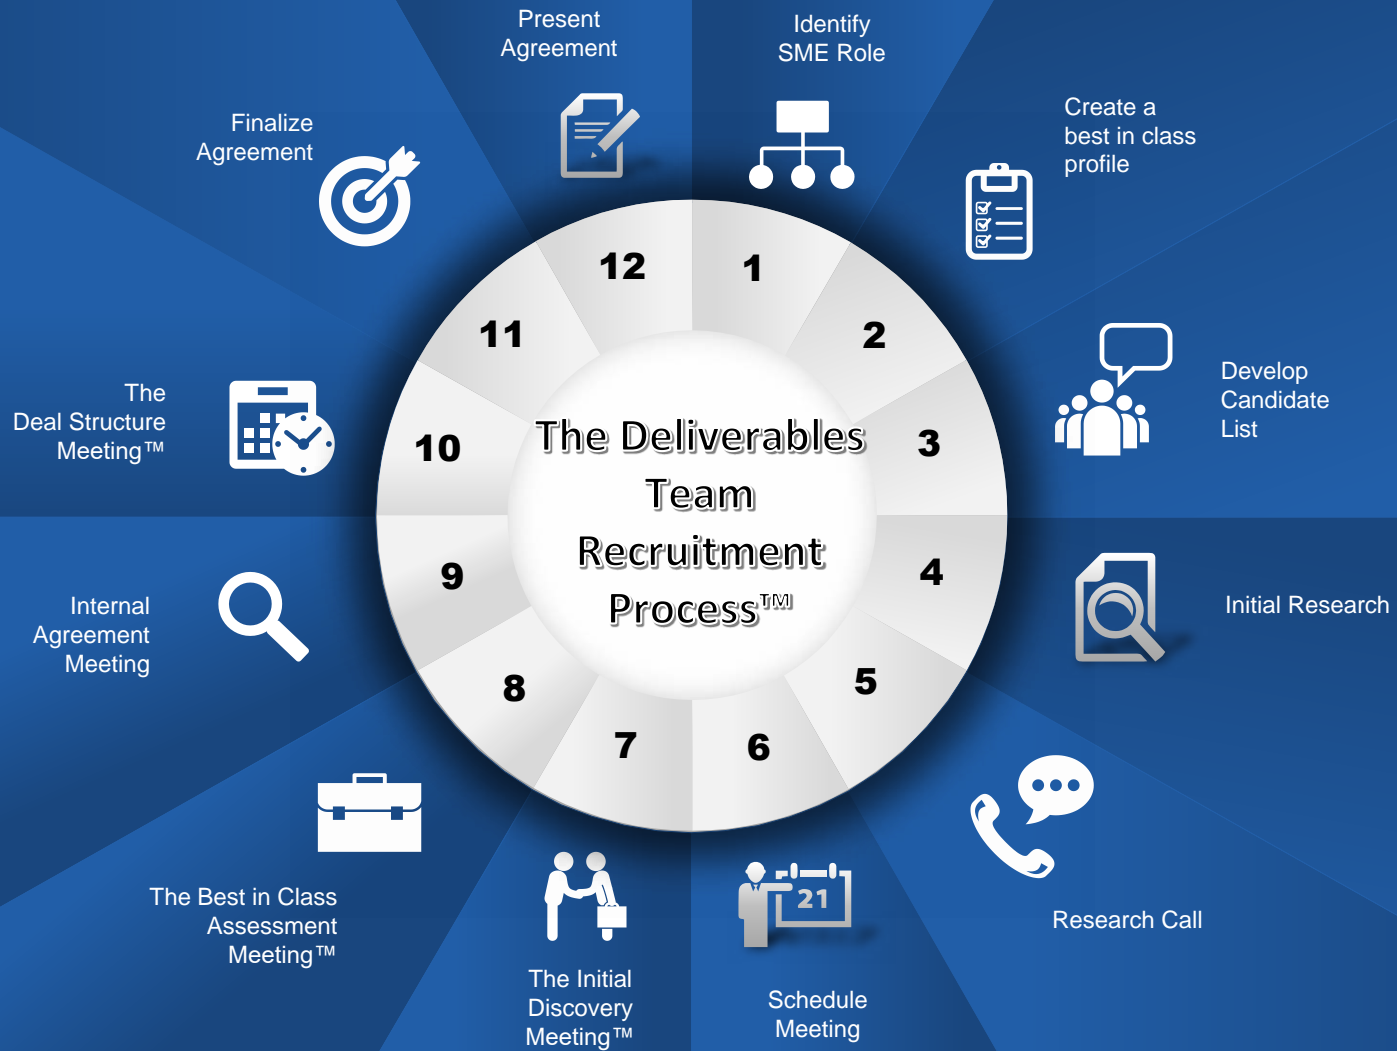 The Deliverables
Team
Recruitment
Process™
1
Identify
SME Role
2
Create a
best in class
profile
3
Develop
Candidate
List
4
Initial Research
5
Research Call
6
21
Schedule
Meeting
7
The Initial
Discovery
Meeting™
8
The Best in Class
Assessment
Meeting™
9
Internal
Agreement
Meeting
10
The
Deal Structure
Meeting™
11
Finalize
Agreement
12
Present
Agreement